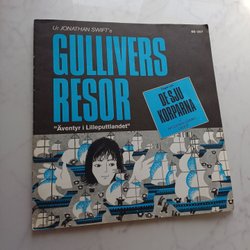 Ur JONATHAN SWIFT's
GULLIVERS
RESOR
"Äventyr i Lilleputtlandet"
DE SJU
KORPARNA